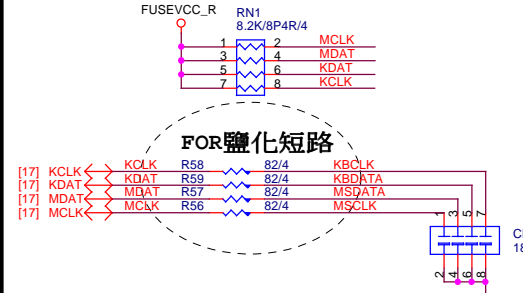 FUSEVCC_R
RN1
8.2K/8P4R/4
1 2 MCLK
3 4 MDAT
5 6 KDAT
7 8 KCLK
FOR鹽化短路
[17] KCLK KCLK R58 82/4 KBCLK
[17] KDAT KDAT R59 82/4 KBDATA
[17] MDAT MDAT R57 82/4 MSDATA
[17] MCLK MCLK R56 82/4 MSCLK
1 3 5 7
2 4 6 8